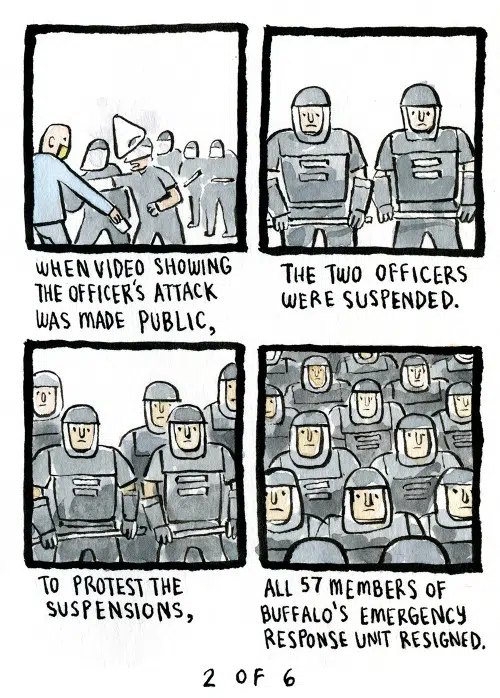 WHEN VIDEO SHOWING
THE OFFICER'S ATTACK
WAS MADE PUBLIC,
THE TWO OFFICERS
WERE SUSPENDED.
TO PROTEST THE
SUSPENSIONS,
ALL 57 MEMBERS OF
BUFFALO'S EMERGENCY
RESPONSE UNIT RESIGNED.
2 OF 6